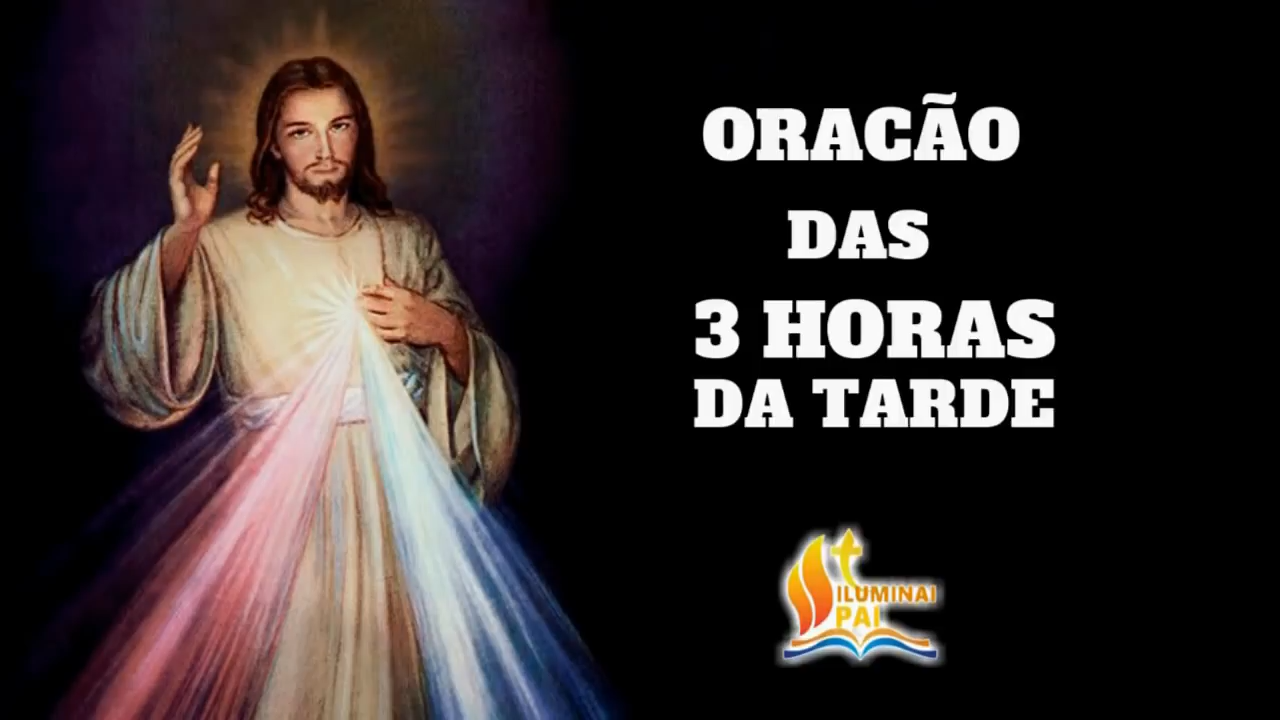 ORACÃO
DAS
3 HORAS
DA TARDE
ILUMINAI
PAI